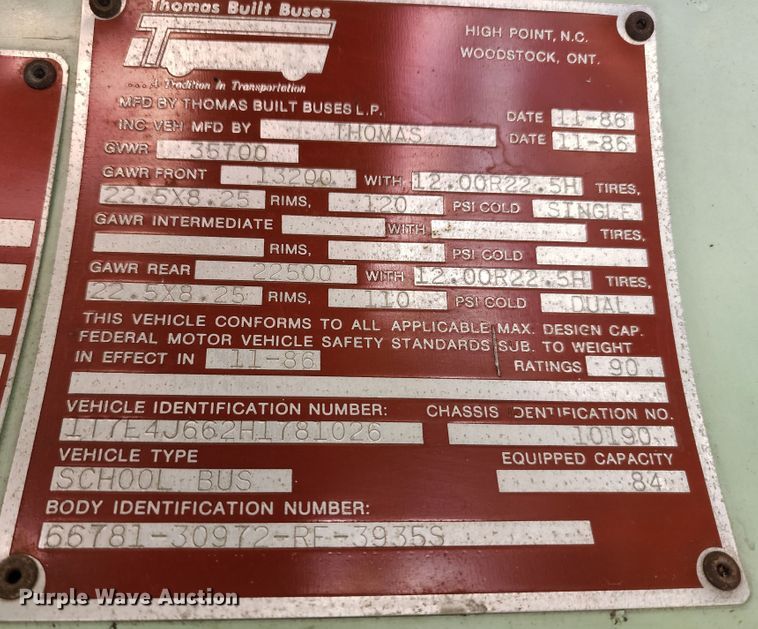 Thomas Built Buses
T
...A Tradition in Transportation
HIGH POINT, N.C.
WOODSTOCK, ONT.
MFD BY THOMAS BUILT BUSES L.P. DATE 11-86
INC VEH MFD BY THOMAS DATE 11-86
GVWR 35700
GAWR FRONT 13200 WITH 12.00R22.5H TIRES,
22.5X8.25 RIMS, 120 PSI COLD SINGLE
GAWR INTERMEDIATE WITH TIRES,
RIMS, PSI COLD
GAWR REAR 22500 WITH 12.00R22.5H TIRES,
22.5X8.25 RIMS, 110 PSI COLD DUAL
THIS VEHICLE CONFORMS TO ALL APPLICABLE MAX. DESIGN CAP.
FEDERAL MOTOR VEHICLE SAFETY STANDARDS SUB. TO WEIGHT
IN EFFECT IN 11-86 RATINGS 90
VEHICLE IDENTIFICATION NUMBER: CHASSIS IDENTIFICATION NO.
1T7E4J662H1781026 10190
VEHICLE TYPE EQUIPPED CAPACITY
SCHOOL BUS 84
BODY IDENTIFICATION NUMBER:
66781-30972-RE-3935S
Purple Wave Auction